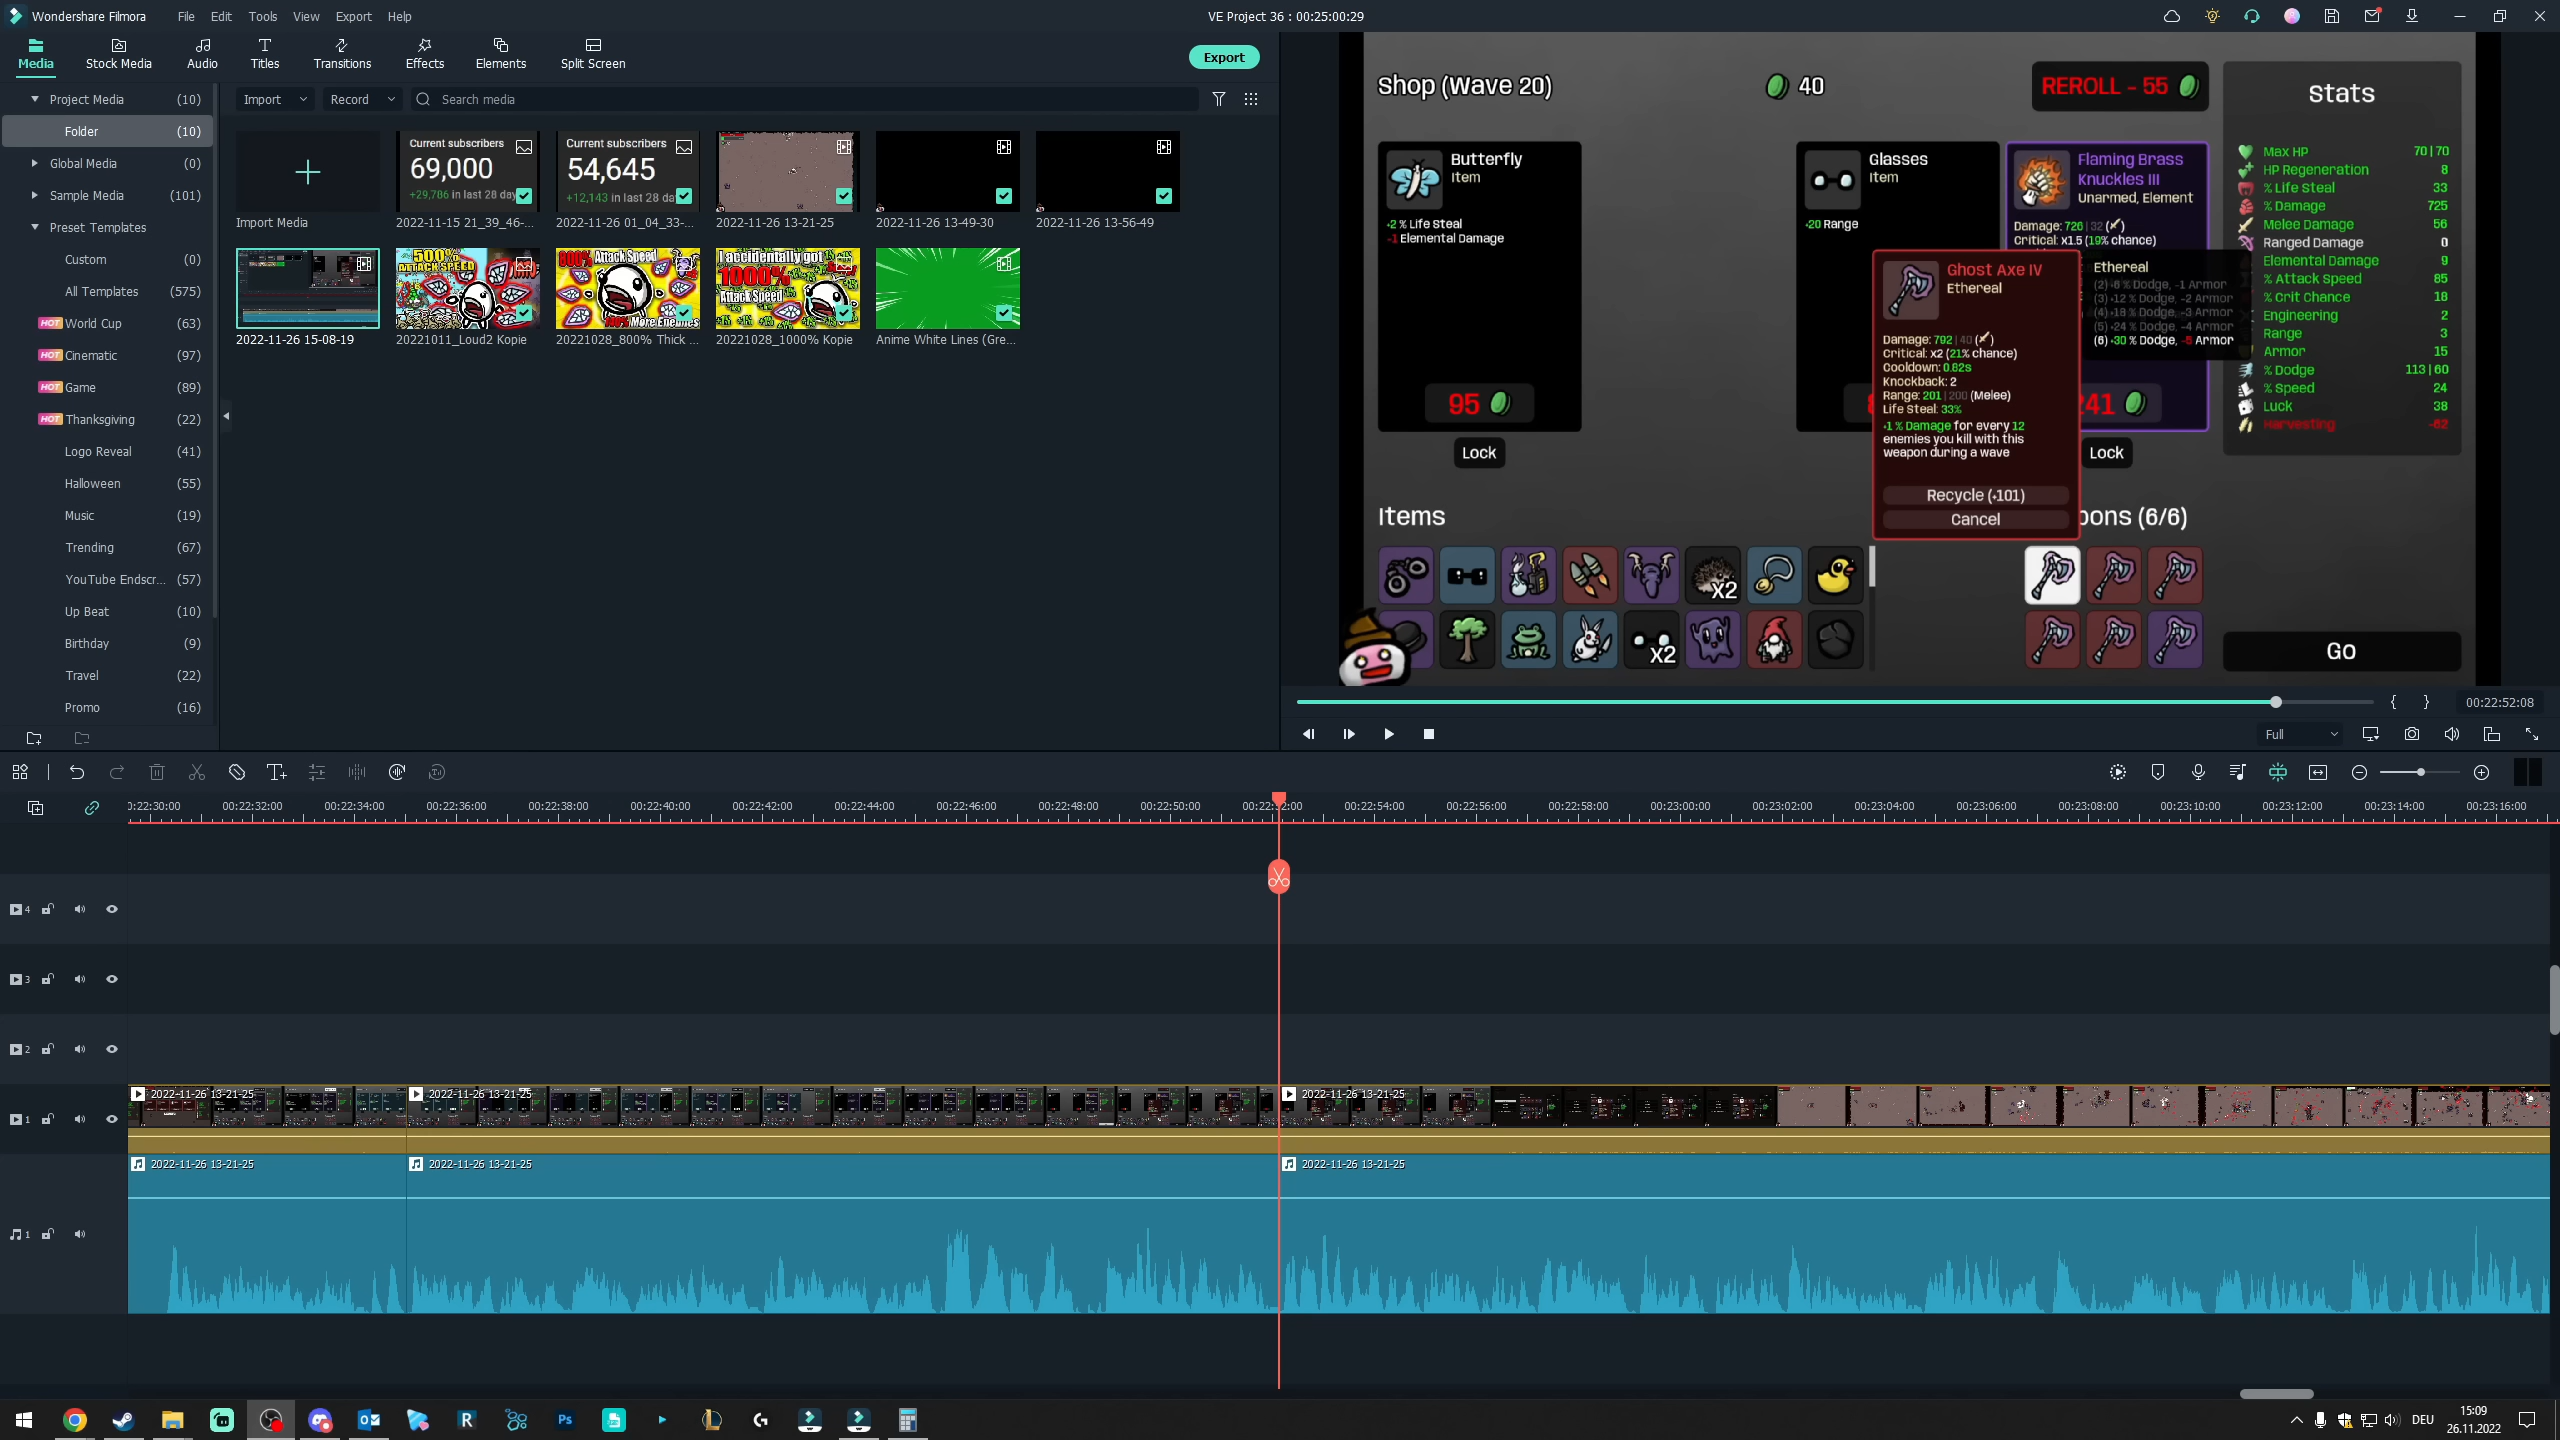 Wondershare Filmora File Edit Tools View Export Help VE Project 36 : 00:25:00:29
Media Stock Media Audio Titles Transitions Effects Elements Split Screen Export
Project Media (10)
Folder (10)
Global Media (0)
Sample Media (101)
Preset Templates
Custom (0)
All Templates (575)
HOT World Cup (63)
HOT Cinematic (97)
HOT Game (89)
HOT Thanksgiving (22)
Logo Reveal (41)
Halloween (55)
Music (19)
Trending (67)
YouTube Endscr... (57)
Up Beat (10)
Birthday (9)
Travel (22)
Promo (16)
Import Record Search media
Current subscribers
69,000
+29,786 in last 28 day
Current subscribers
54,645
+12,143 in last 28 da
Import Media 2022-11-15 21_39_46-... 2022-11-26 01_04_33-... 2022-11-26 13-21-25 2022-11-26 13-49-30 2022-11-26 13-56-49
500%
ATTACK SPEED
800% Attack Speed
100% More Enemies
I accidentally got
1000%
Attack Speed
2022-11-26 15-08-19 20221011_Loud2 Kopie 20221028_800% Thick ... 20221028_1000% Kopie Anime White Lines (Gre...
Shop (Wave 20) 40 REROLL - 55
Butterfly
Item
+2 % Life Steal
-1 Elemental Damage
95
Lock
Glasses
Item
+20 Range
Flaming Brass
Knuckles III
Unarmed, Element
Damage: 726 | 32
Critical: x1.5 (19% chance)
241
Lock
Ghost Axe IV
Ethereal
Damage: 792 | 40
Critical: x2 (21% chance)
Cooldown: 0.82s
Knockback: 2
Range: 201 | 200 (Melee)
Life Steal: 33%
+1 % Damage for every 12
enemies you kill with this
weapon during a wave
Recycle (+101)
Cancel
Ethereal
(2) +6 % Dodge, -1 Armor
(3) +12 % Dodge, -2 Armor
(4) +18 % Dodge, -3 Armor
(5) +24 % Dodge, -4 Armor
(6) +30 % Dodge, -5 Armor
Stats
Max HP 70 | 70
HP Regeneration 8
% Life Steal 33
% Damage 725
Melee Damage 56
Ranged Damage 0
Elemental Damage 9
% Attack Speed 85
% Crit Chance 18
Engineering 2
Range 3
Armor 15
% Dodge 113 | 60
% Speed 24
Luck 38
Harvesting -62
Items
pons (6/6)
X2
X2
Go
{ } 00:22:52:08
Full
0:22:30:00 00:22:32:00 00:22:34:00 00:22:36:00 00:22:38:00 00:22:40:00 00:22:42:00 00:22:44:00 00:22:46:00 00:22:48:00 00:22:50:00 00:22:52:00 00:22:54:00 00:22:56:00 00:22:58:00 00:23:00:00 00:23:02:00 00:23:04:00 00:23:06:00 00:23:08:00 00:23:10:00 00:23:12:00 00:23:14:00 00:23:16:00
4
3
2
2022-11-26 13-21-25 2022-11-26 13-21-25 2022-11-26 13-21-25
1
2022-11-26 13-21-25 2022-11-26 13-21-25 2022-11-26 13-21-25
1
R Ps DEU 15:09
26.11.2022